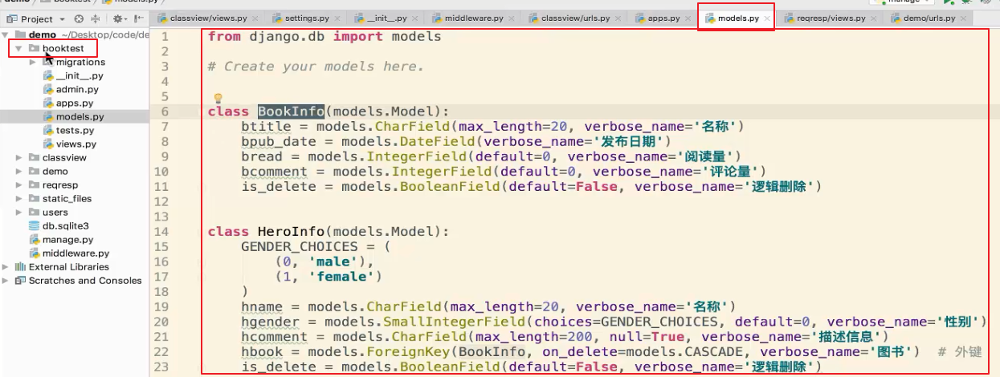 demo booktest models.py
manage
Project
classview/views.py settings.py __init__.py middleware.py classview/urls.py apps.py models.py reqresp/views.py demo/urls.py
demo ~/Desktop/code/de
booktest
migrations
__init__.py
admin.py
apps.py
models.py
tests.py
views.py
classview
demo
reqresp
static_files
users
db.sqlite3
manage.py
middleware.py
External Libraries
Scratches and Consoles
1 from django.db import models
2
3 # Create your models here.
4
5
6 class BookInfo(models.Model):
7 btitle = models.CharField(max_length=20, verbose_name='名称')
8 bpub_date = models.DateField(verbose_name='发布日期')
9 bread = models.IntegerField(default=0, verbose_name='阅读量')
10 bcomment = models.IntegerField(default=0, verbose_name='评论量')
11 is_delete = models.BooleanField(default=False, verbose_name='逻辑删除')
12
13
14 class HeroInfo(models.Model):
15 GENDER_CHOICES = (
16 (0, 'male'),
17 (1, 'female')
18 )
19 hname = models.CharField(max_length=20, verbose_name='名称')
20 hgender = models.SmallIntegerField(choices=GENDER_CHOICES, default=0, verbose_name='性别')
21 hcomment = models.CharField(max_length=200, null=True, verbose_name='描述信息')
22 hbook = models.ForeignKey(BookInfo, on_delete=models.CASCADE, verbose_name='图书') # 外键
23 is_delete = models.BooleanField(default=False, verbose_name='逻辑删除')